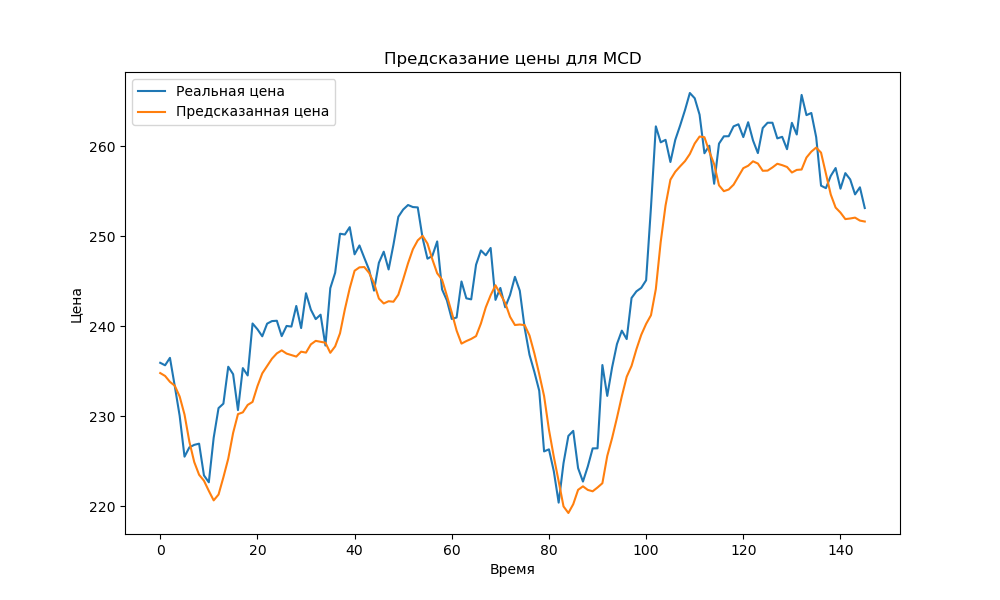 Предсказание цены для MCD
Реальная цена
Предсказанная цена
Цена
260
250
240
230
220
0 20 40 60 80 100 120 140
Время